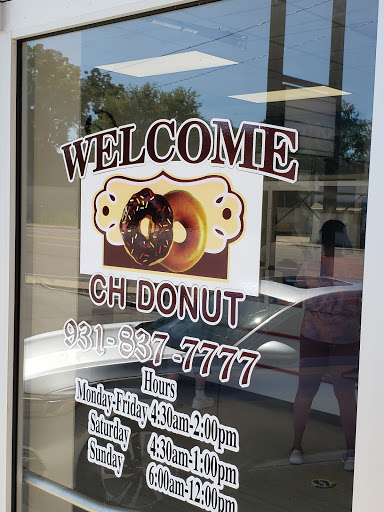 WELCOME
CH DONUT
931-837-7777
Hours
Monday-Friday 4:30am-2:00pm
Saturday 4:30am-1:00pm
Sunday 6:00am-12:00pm